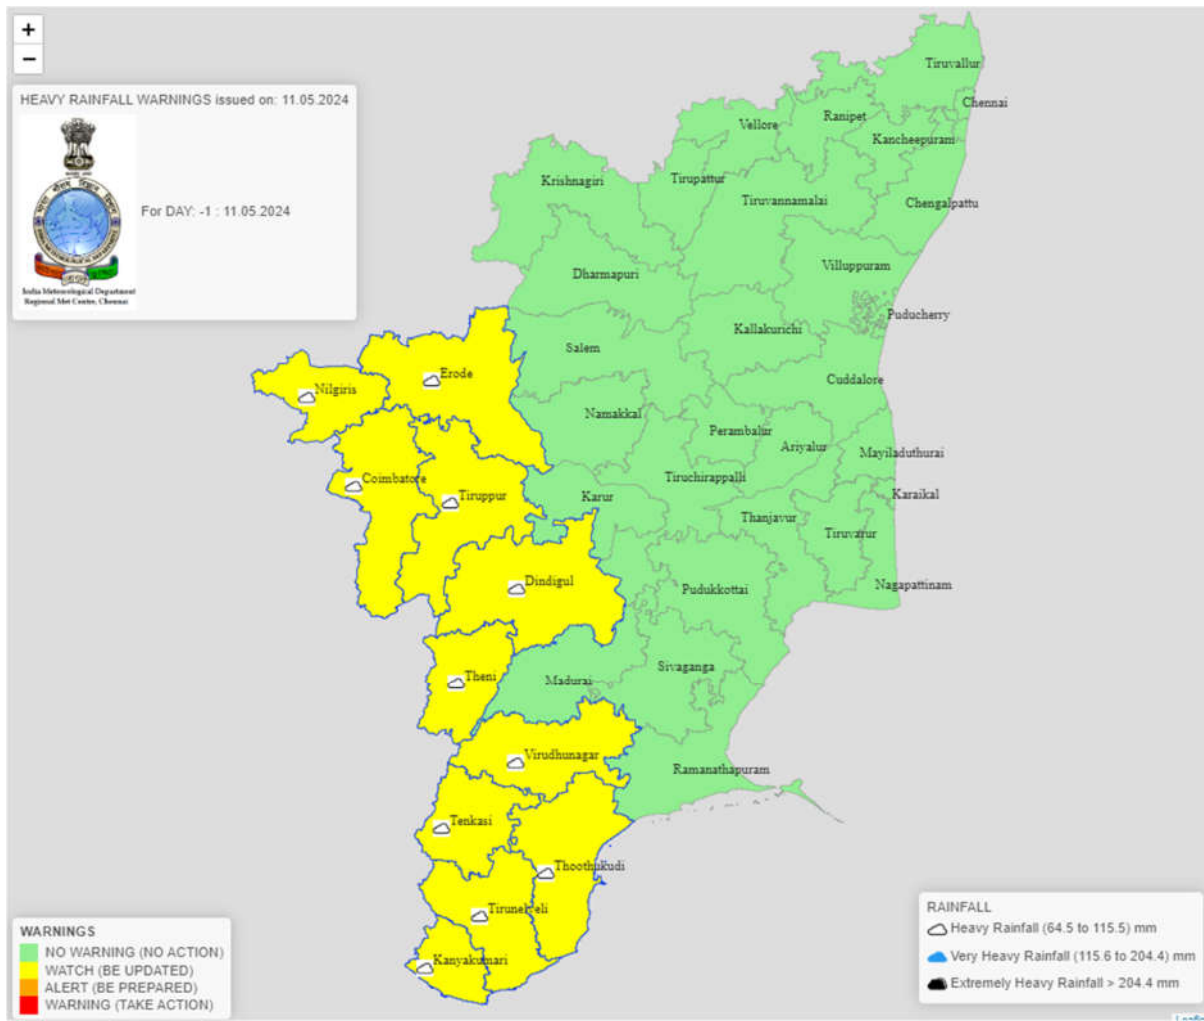 +
−
HEAVY RAINFALL WARNINGS issued on: 11.05.2024
India Meteorological Department
Regional Met Centre, Chennai
For DAY: -1 : 11.05.2024
Tiruvallur
Chennai
Ranipet
Vellore
Kancheepuram
Krishnagiri
Tirupattur
Tiruvannamalai
Chengalpattu
Villuppuram
Dharmapuri
Puducherry
Kallakurichi
Salem
Erode
Cuddalore
Nilgiris
Namakkal
Perambalur
Ariyalur
Mayiladuthurai
Coimbatore
Tiruchirappalli
Karaikal
Tiruppur
Karur
Thanjavur
Tiruvarur
Dindigul
Nagapattinam
Pudukkottai
Sivaganga
Theni
Madurai
Virudhunagar
Ramanathapuram
Tenkasi
Thoothukudi
Tirunelveli
Kanyakumari
WARNINGS
NO WARNING (NO ACTION)
WATCH (BE UPDATED)
ALERT (BE PREPARED)
WARNING (TAKE ACTION)
RAINFALL
Heavy Rainfall (64.5 to 115.5) mm
Very Heavy Rainfall (115.6 to 204.4) mm
Extremely Heavy Rainfall > 204.4 mm